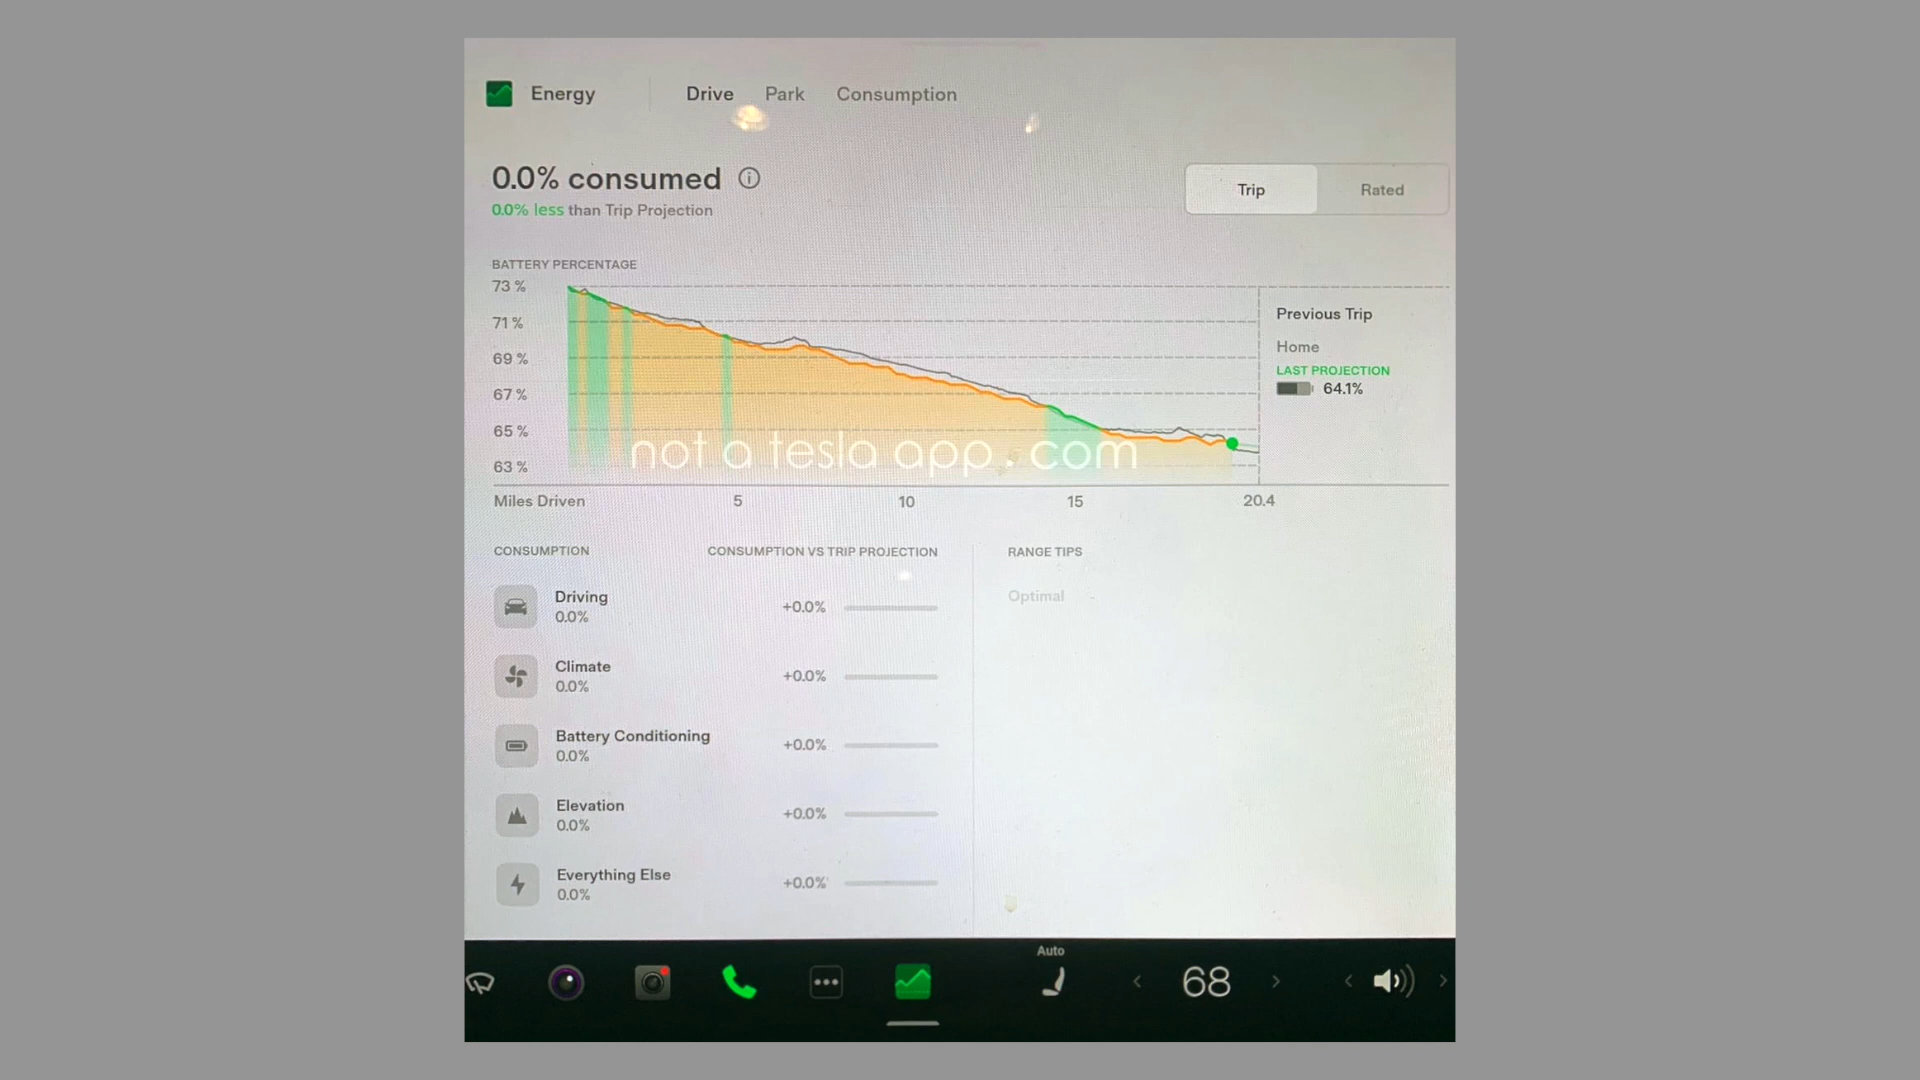 Energy Drive Park Consumption
0.0% consumed
0.0% less than Trip Projection
Trip Rated
BATTERY PERCENTAGE
73 %
71 %
69 %
67 %
65 %
63 %
Previous Trip
Home
LAST PROJECTION
64.1%
not a tesla app . com
Miles Driven 5 10 15 20.4
CONSUMPTION CONSUMPTION VS TRIP PROJECTION
Driving
0.0% +0.0%
Climate
0.0% +0.0%
Battery Conditioning
0.0% +0.0%
Elevation
0.0% +0.0%
Everything Else
0.0% +0.0%
RANGE TIPS
Optimal
Auto
68